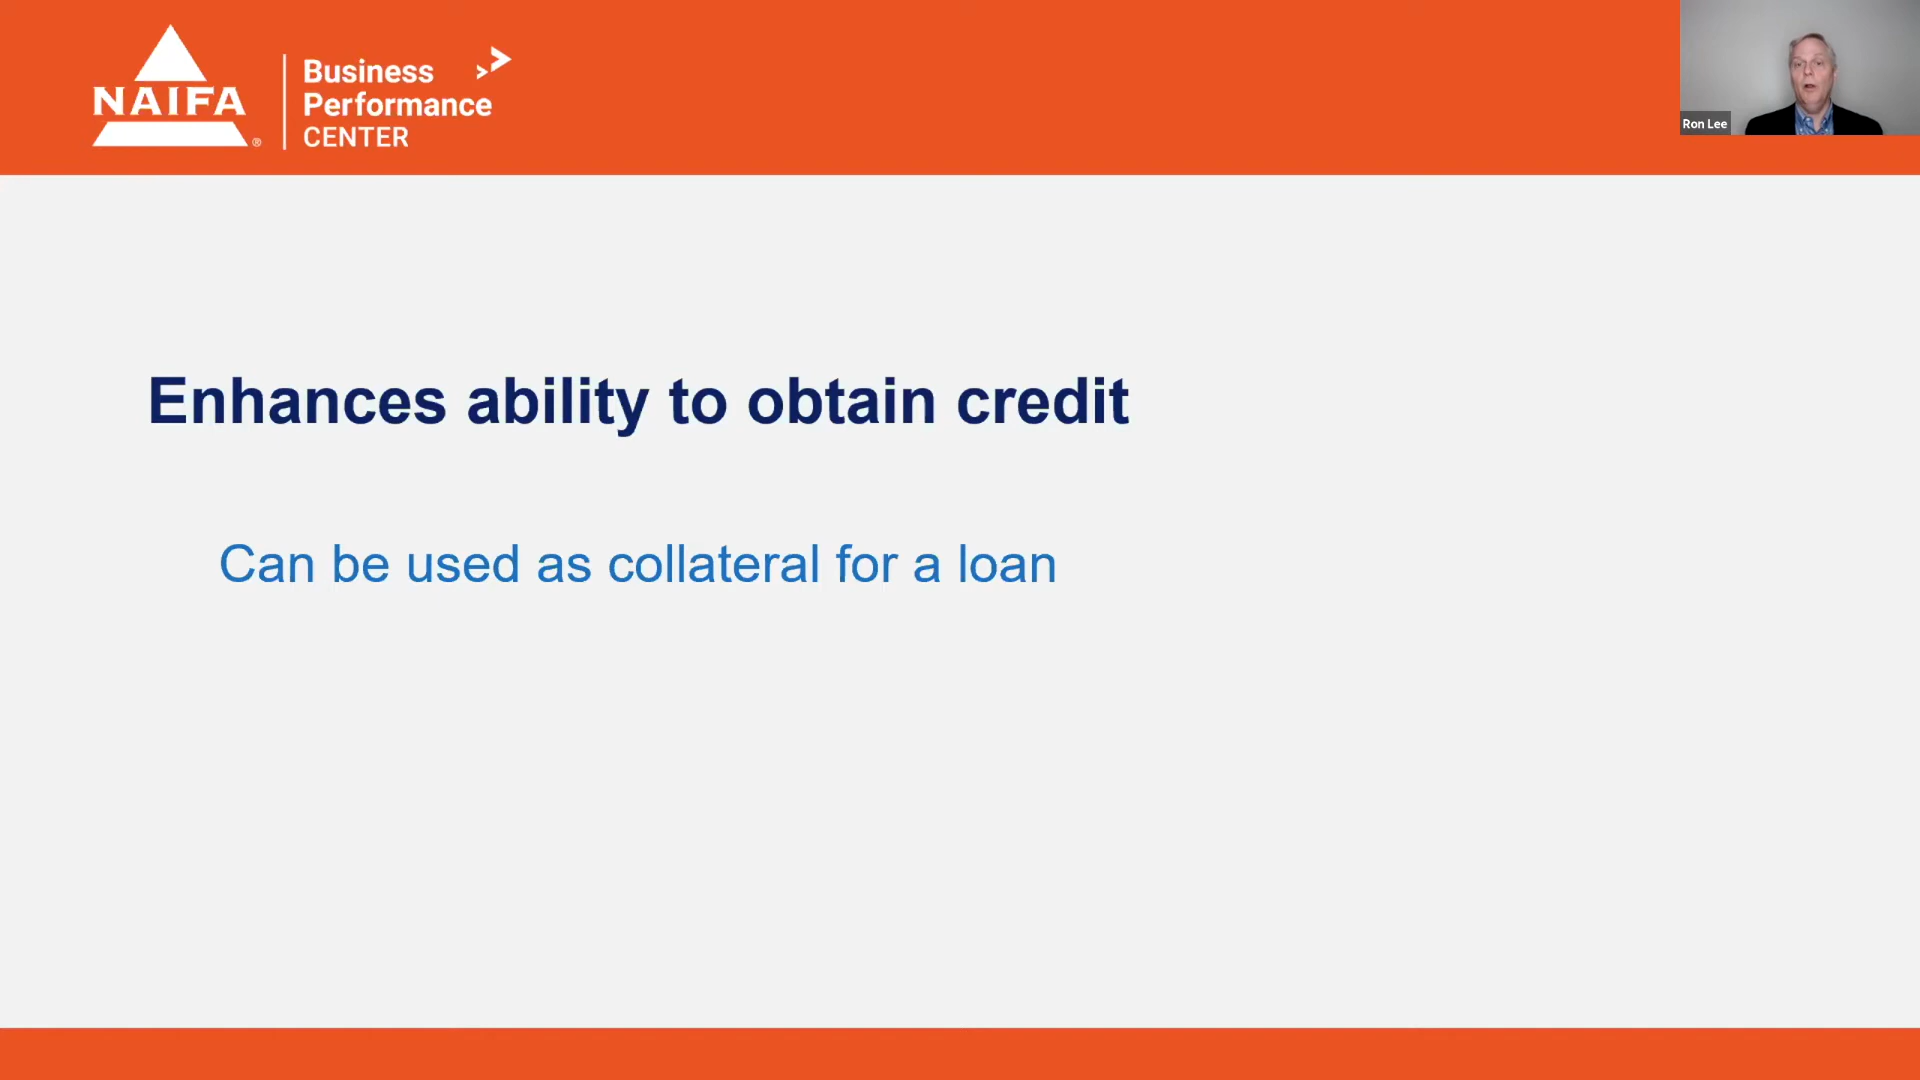 NAIFA®
Business
Performance
CENTER
Ron Lee
Enhances ability to obtain credit
Can be used as collateral for a loan